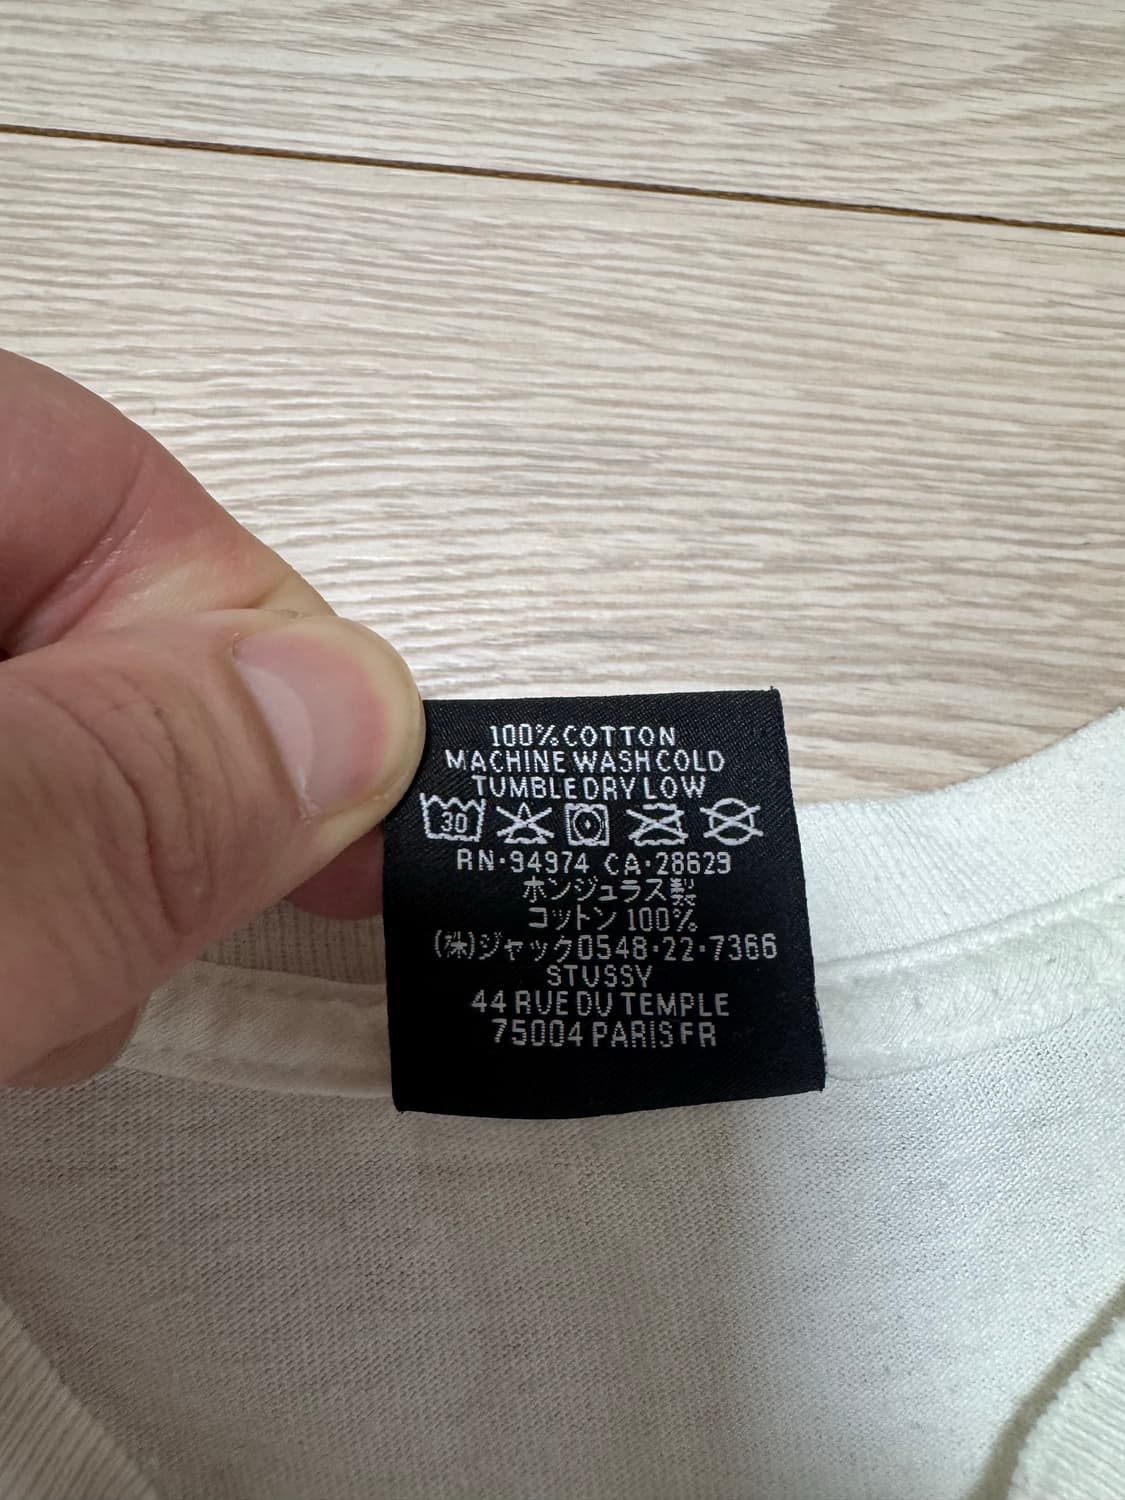 100% COTTON
MACHINE WASH COLD
TUMBLE DRY LOW
30
RN·94974 CA·28629
ホンジュラス製
コットン 100%
(株)ジャック0548·22·7366
STUSSY
44 RUE DU TEMPLE
75004 PARIS FR